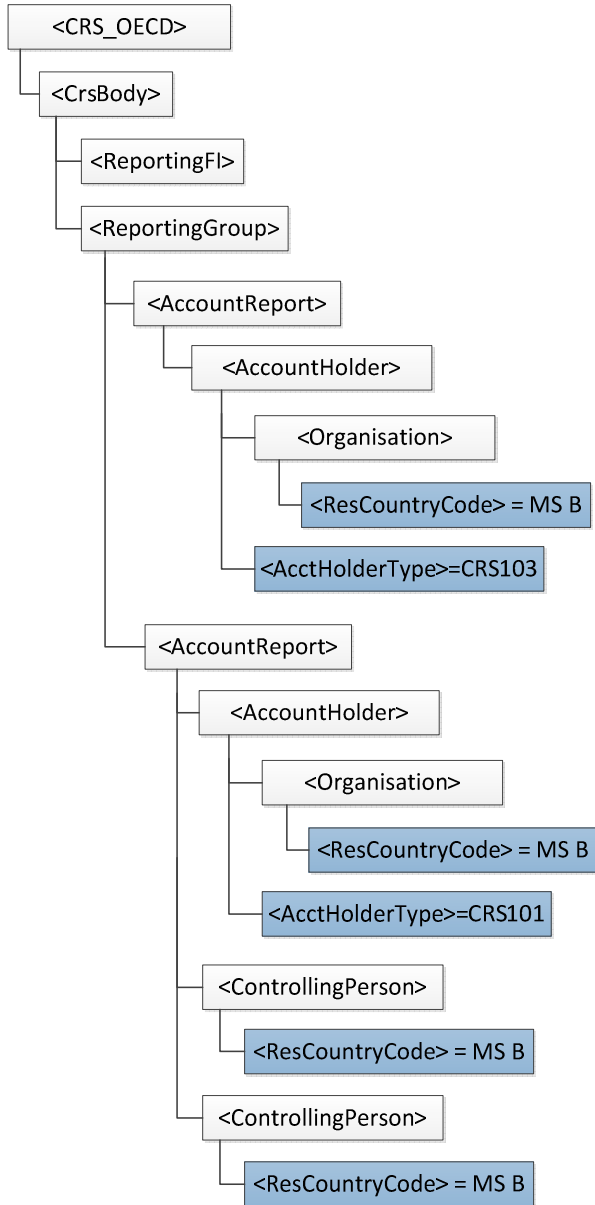 <CRS_OECD>
<CrsBody>
<ReportingFI>
<ReportingGroup>
<AccountReport>
<AccountHolder>
<Organisation>
<ResCountryCode> = MS B
<AcctHolderType>=CRS103
<AccountReport>
<AccountHolder>
<Organisation>
<ResCountryCode> = MS B
<AcctHolderType>=CRS101
<ControllingPerson>
<ResCountryCode> = MS B
<ControllingPerson>
<ResCountryCode> = MS B